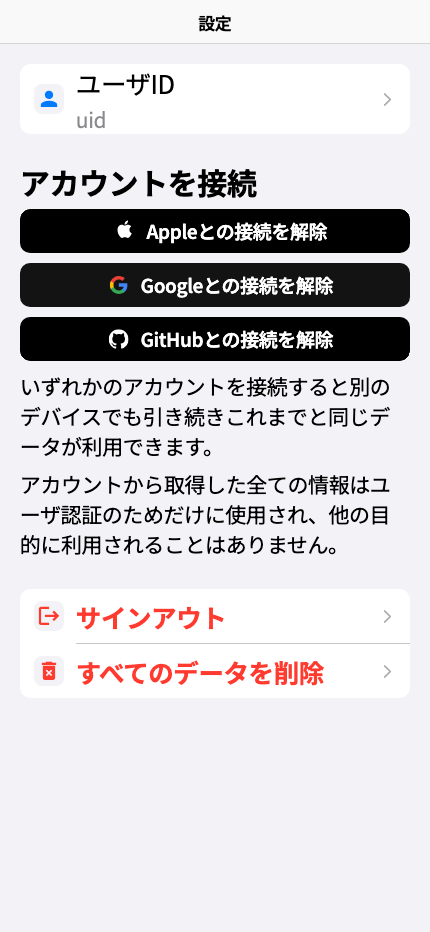 設定
ユーザID
uid
アカウントを接続
Appleとの接続を解除
Googleとの接続を解除
GitHubとの接続を解除
いずれかのアカウントを接続すると別の
デバイスでも引き続きこれまでと同じデ
ータが利用できます。
アカウントから取得した全ての情報はユ
ーザ認証のためだけに使用され、他の目
的に利用されることはありません。
サインアウト
すべてのデータを削除